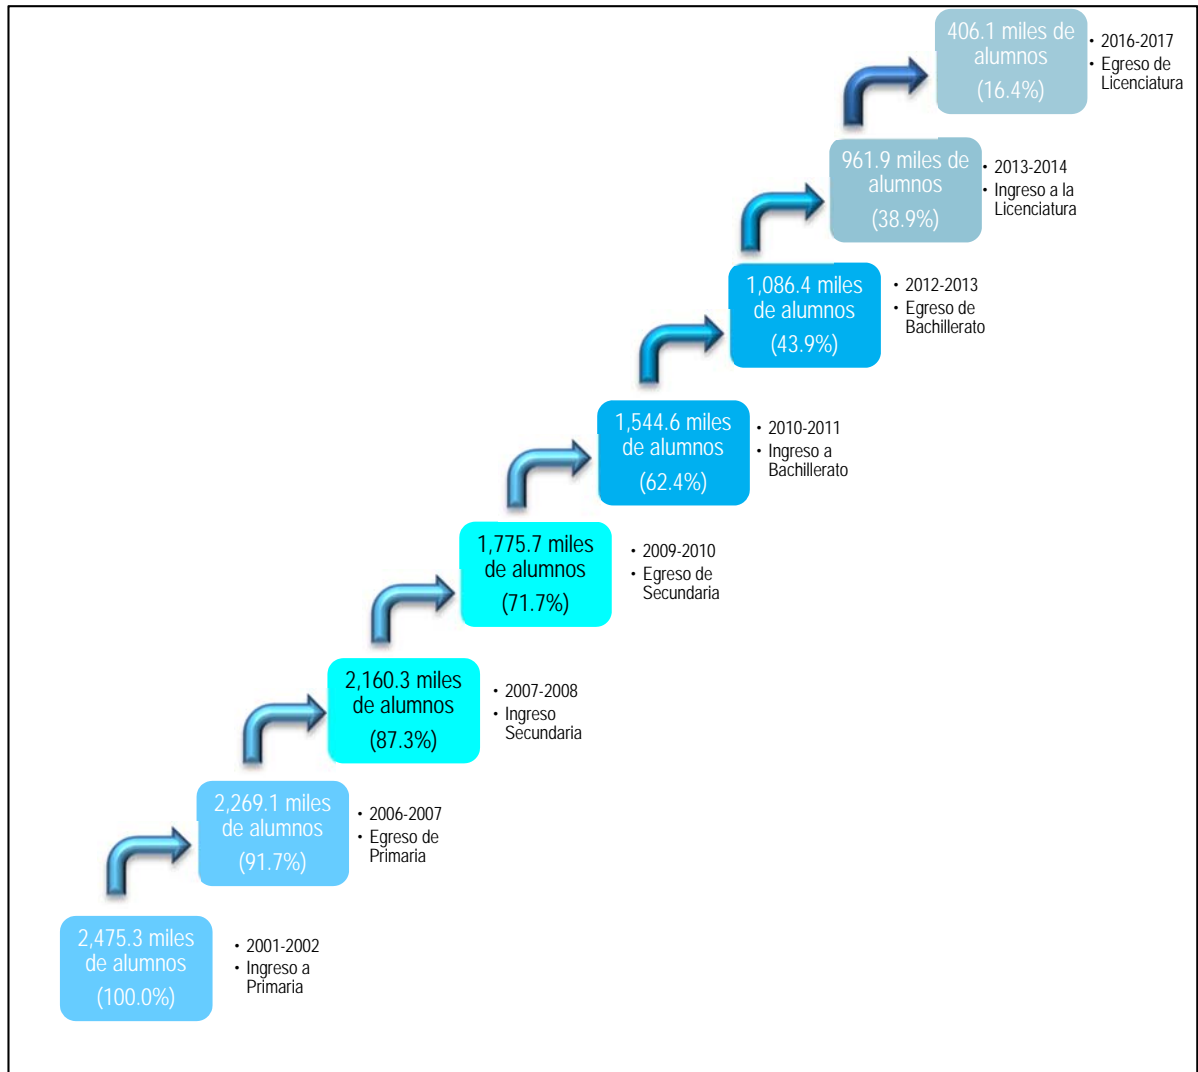 406.1 miles de
alumnos
(16.4%)
• 2016-2017
• Egreso de
Licenciatura
961.9 miles de
alumnos
(38.9%)
• 2013-2014
• Ingreso a la
Licenciatura
1,086.4 miles
de alumnos
(43.9%)
• 2012-2013
• Egreso de
Bachillerato
1,544.6 miles
de alumnos
(62.4%)
• 2010-2011
• Ingreso a
Bachillerato
1,775.7 miles
de alumnos
(71.7%)
• 2009-2010
• Egreso de
Secundaria
2,160.3 miles
de alumnos
(87.3%)
• 2007-2008
• Ingreso
Secundaria
2,269.1 miles
de alumnos
(91.7%)
• 2006-2007
• Egreso de
Primaria
2,475.3 miles
de alumnos
(100.0%)
• 2001-2002
• Ingreso a
Primaria